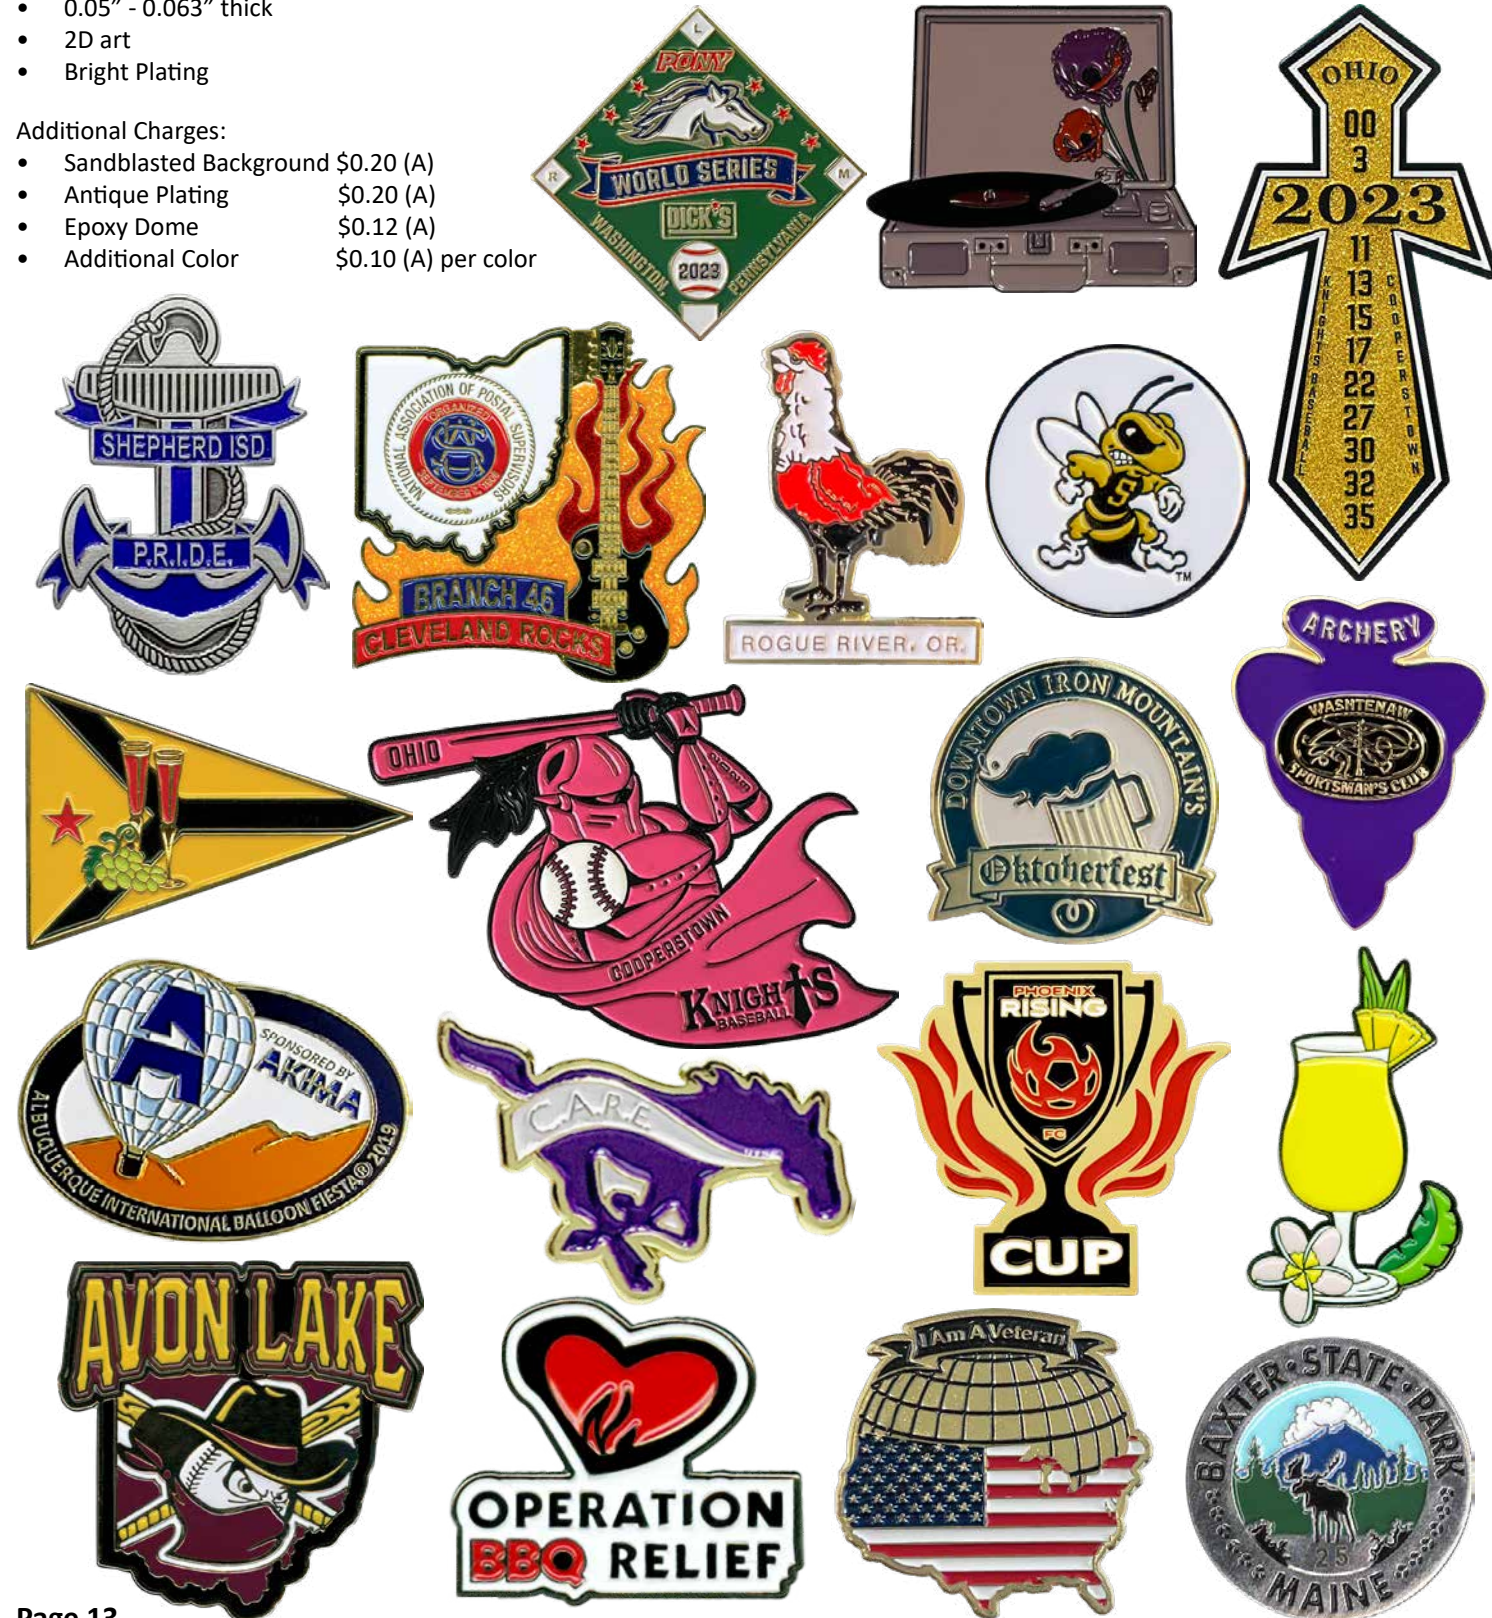 • 0.05” - 0.063” thick
• 2D art
• Bright Plating
Additional Charges:
• Sandblasted Background $0.20 (A)
• Antique Plating $0.20 (A)
• Epoxy Dome $0.12 (A)
• Additional Color $0.10 (A) per color
L
PONY
R
M
WORLD SERIES
DICK'S
WASHINGTON,
PENNSYLVANIA
2023
OHIO
00
3
2023
11
13
15
17
22
27
30
32
35
KNIGHTS BASEBALL
COOPERSTOWN
SHEPHERD ISD
P.R.I.D.E.
NATIONAL ASSOCIATION OF POSTAL SUPERVISORS
ORGANIZED
BRANCH 46
CLEVELAND ROCKS
ROGUE RIVER, OR.
S
TM
ARCHERY
WASHTENAW
SPORTSMAN'S CLUB
OHIO
COOPERSTOWN
KNIGHTS
BASEBALL
DOWNTOWN IRON MOUNTAIN'S
Oktoberfest
A
SPONSORED BY
AKIMA
ALBUQUERQUE INTERNATIONAL BALLOON FIESTA® 2019
C.A.R.E.
PHOENIX
RISING
FC
CUP
AVON LAKE
OPERATION
BBQ RELIEF
I Am A Veteran
BAXTER·STATE·PARK
25
MAINE
Page 13